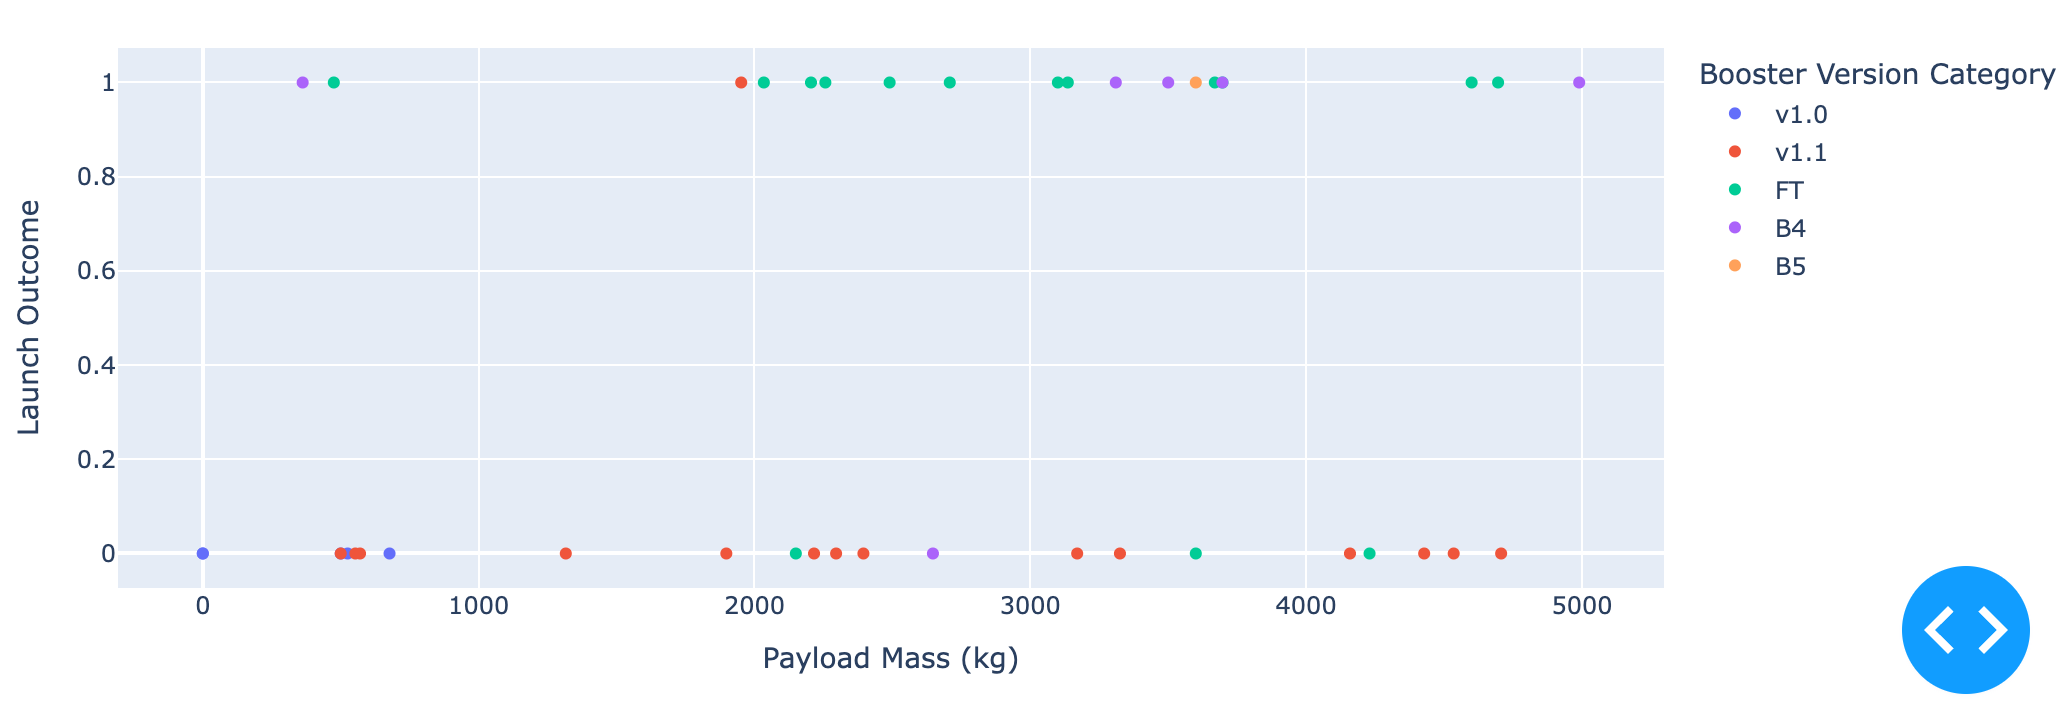 Booster Version Category
v1.0
v1.1
FT
B4
B5
1
0.8
0.6
0.4
0.2
0
Launch Outcome
0 1000 2000 3000 4000 5000
Payload Mass (kg)